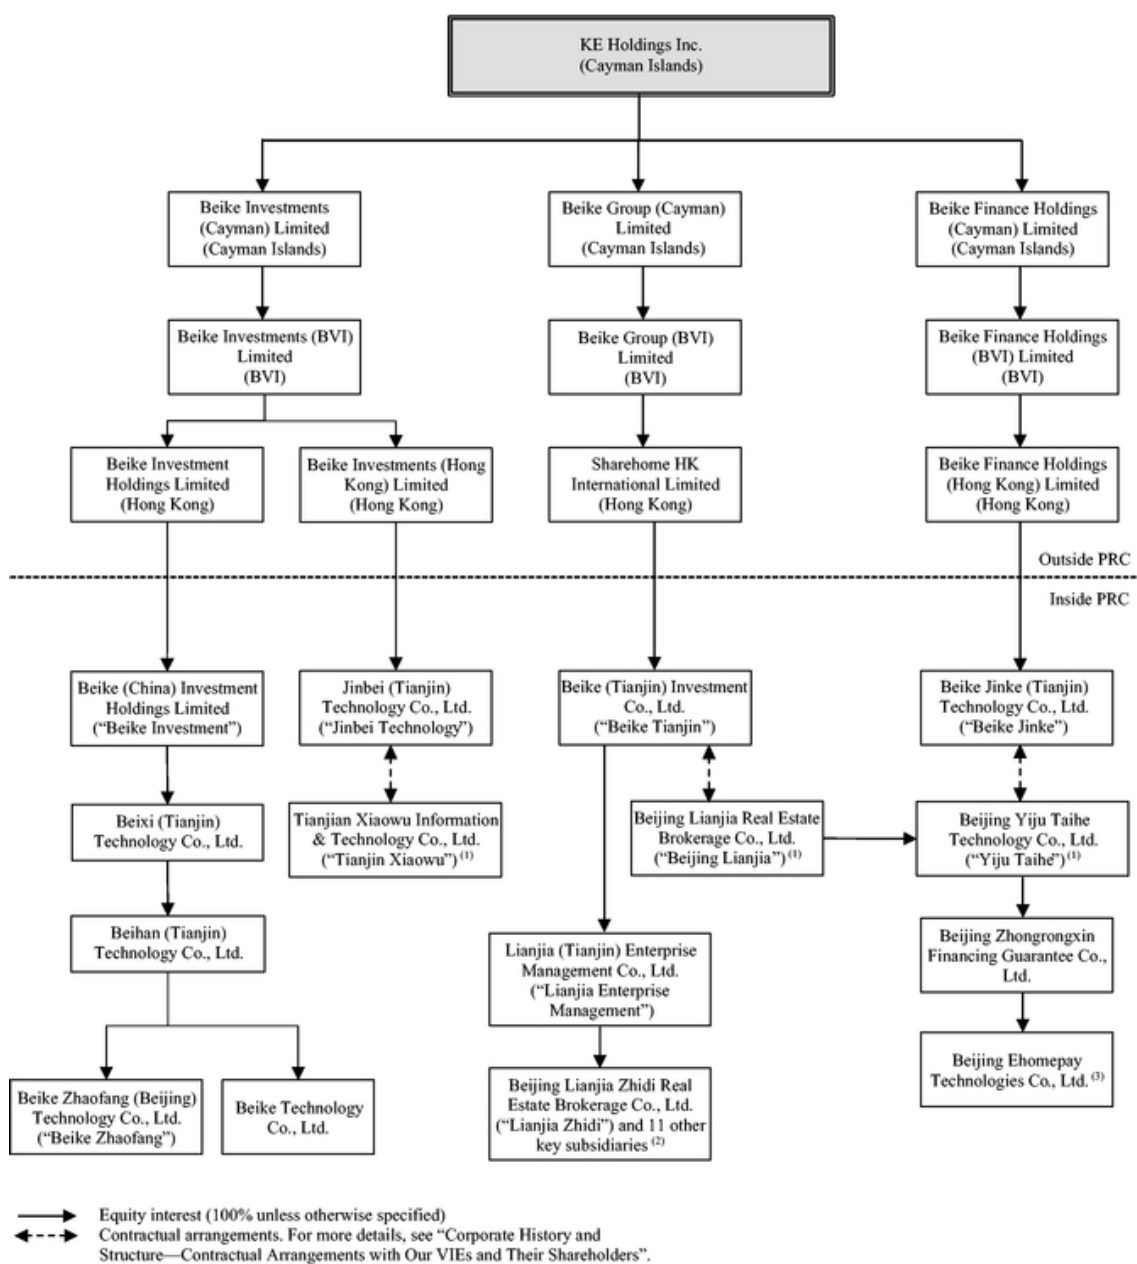 KE Holdings Inc.
(Cayman Islands)
Beike Investments
(Cayman) Limited
(Cayman Islands)
Beike Group (Cayman)
Limited
(Cayman Islands)
Beike Finance Holdings
(Cayman) Limited
(Cayman Islands)
Beike Investments (BVI)
Limited
(BVI)
Beike Group (BVI)
Limited
(BVI)
Beike Finance Holdings
(BVI) Limited
(BVI)
Beike Investment
Holdings Limited
(Hong Kong)
Beike Investments (Hong
Kong) Limited
(Hong Kong)
Sharehome HK
International Limited
(Hong Kong)
Beike Finance Holdings
(Hong Kong) Limited
(Hong Kong)
Outside PRC
Inside PRC
Beike (China) Investment
Holdings Limited
(“Beike Investment”)
Jinbei (Tianjin)
Technology Co., Ltd.
(“Jinbei Technology”)
Beike (Tianjin) Investment
Co., Ltd.
(“Beike Tianjin”)
Beike Jinke (Tianjin)
Technology Co., Ltd.
(“Beike Jinke”)
Beixi (Tianjin)
Technology Co., Ltd.
Tianjian Xiaowu Information
& Technology Co., Ltd.
(“Tianjin Xiaowu”) (1)
Beijing Lianjia Real Estate
Brokerage Co., Ltd.
(“Beijing Lianjia”) (1)
Beijing Yiju Taihe
Technology Co., Ltd.
(“Yiju Taihe”) (1)
Beihan (Tianjin)
Technology Co., Ltd.
Lianjia (Tianjin) Enterprise
Management Co., Ltd.
(“Lianjia Enterprise
Management”)
Beijing Zhongrongxin
Financing Guarantee Co.,
Ltd.
Beike Zhaofang (Beijing)
Technology Co., Ltd.
(“Beike Zhaofang”)
Beike Technology
Co., Ltd.
Beijing Lianjia Zhidi Real
Estate Brokerage Co., Ltd.
(“Lianjia Zhidi”) and 11 other
key subsidiaries (2)
Beijing Ehomepay
Technologies Co., Ltd. (3)
Equity interest (100% unless otherwise specified)
Contractual arrangements. For more details, see “Corporate History and
Structure—Contractual Arrangements with Our VIEs and Their Shareholders”.